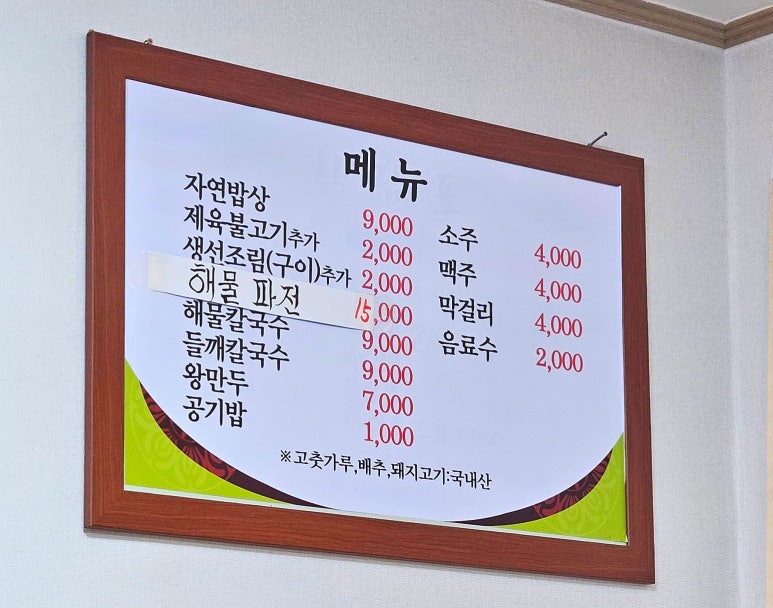 메뉴
자연밥상 9,000
제육불고기추가 2,000
생선조림(구이)추가 2,000
해물 파전 15,000
해물칼국수 9,000
들깨칼국수 9,000
왕만두 7,000
공기밥 1,000
소주 4,000
맥주 4,000
막걸리 4,000
음료수 2,000
※고춧가루,배추,돼지고기:국내산